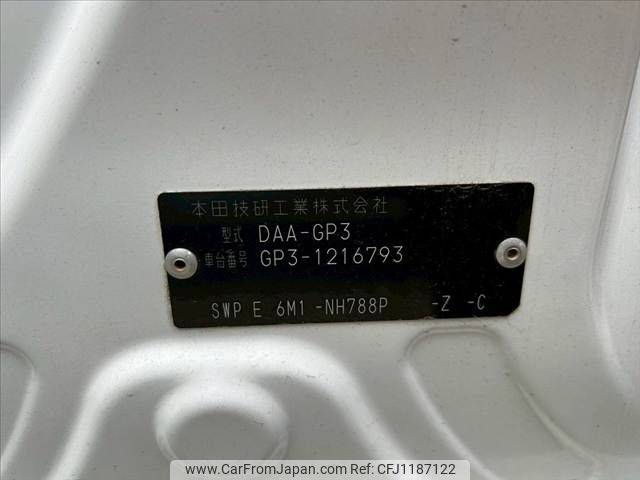 本田技研工業株式会社
型式 DAA-GP3
車台番号 GP3-1216793
SWP E 6M1 -NH788P -Z -C
www.CarFromJapan.com | CFJ1187122